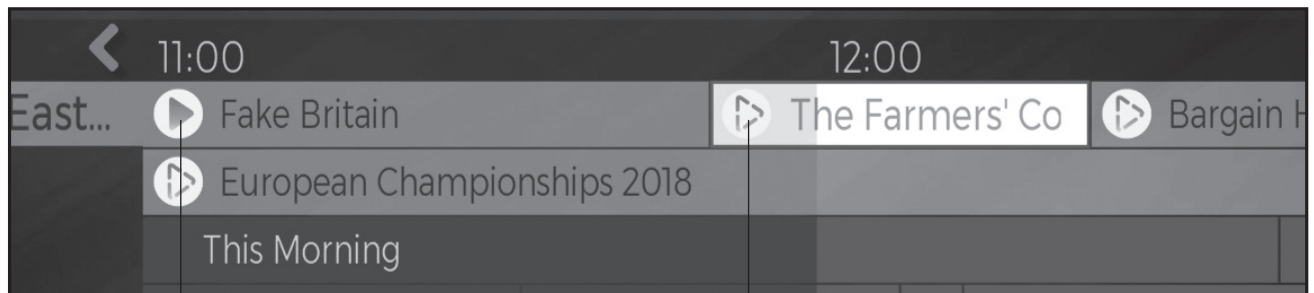 11:00 12:00
East... Fake Britain The Farmers' Co Bargain H
European Championships 2018
This Morning